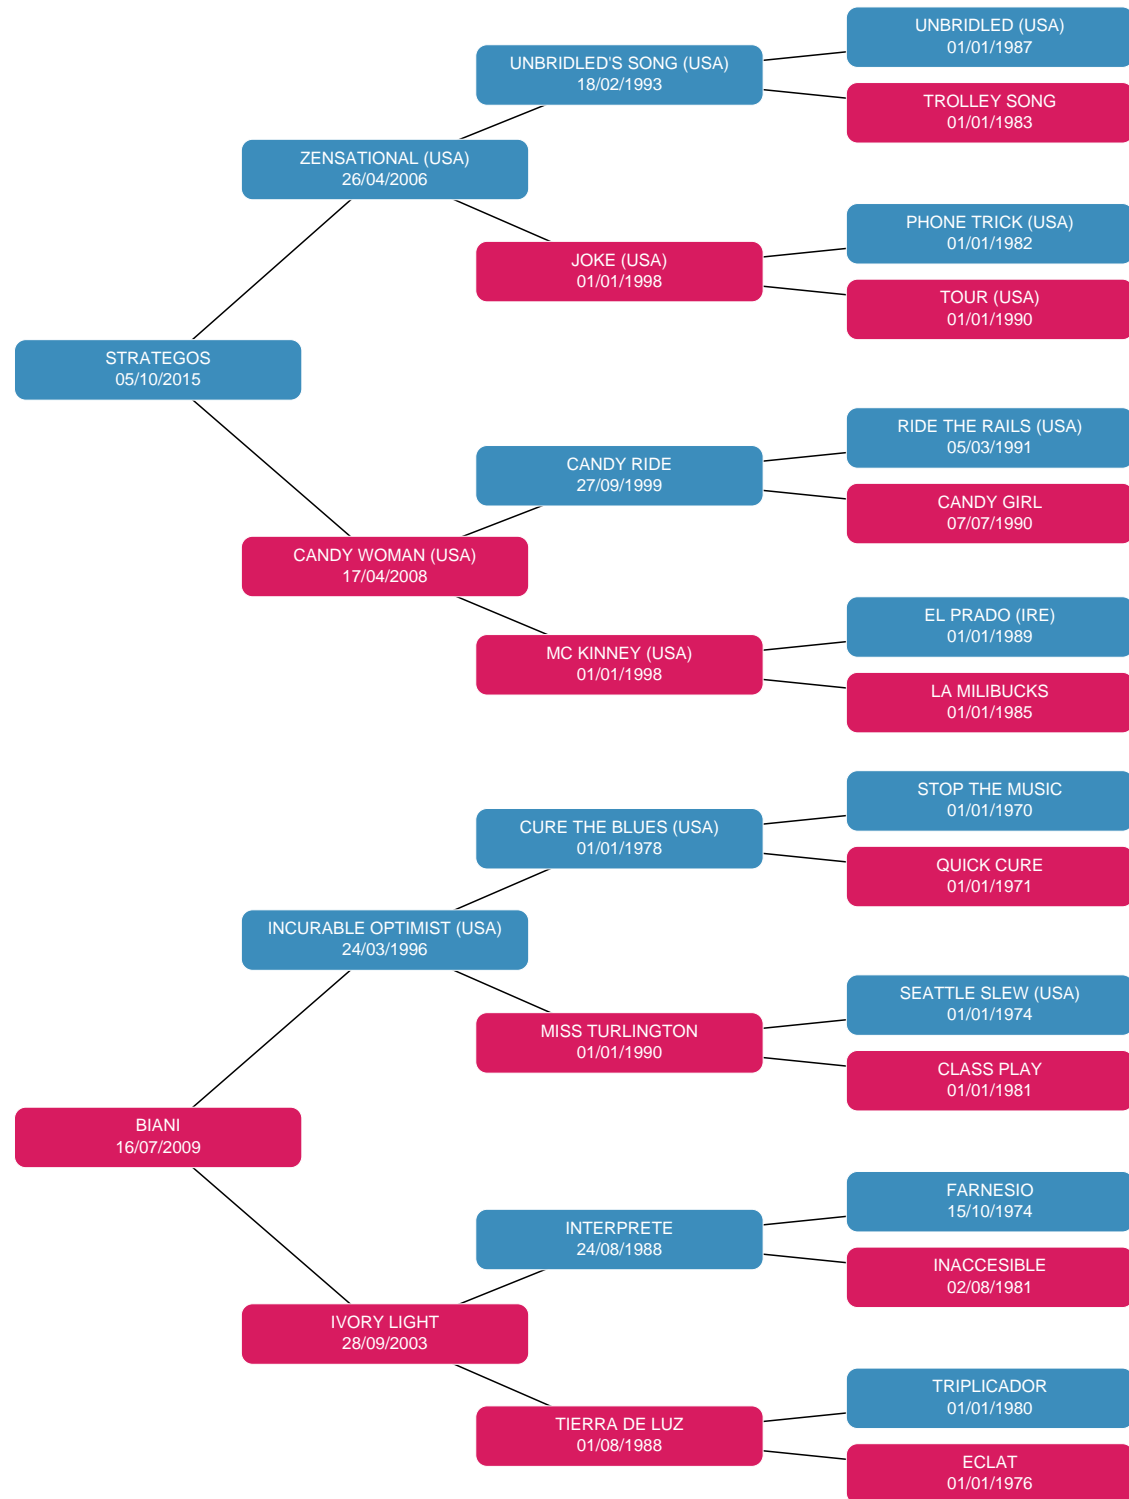 UNBRIDLED (USA)
01/01/1987
UNBRIDLED'S SONG (USA)
18/02/1993
TROLLEY SONG
01/01/1983
ZENSATIONAL (USA)
26/04/2006
PHONE TRICK (USA)
01/01/1982
JOKE (USA)
01/01/1998
TOUR (USA)
01/01/1990
STRATEGOS
05/10/2015
RIDE THE RAILS (USA)
05/03/1991
CANDY RIDE
27/09/1999
CANDY GIRL
07/07/1990
CANDY WOMAN (USA)
17/04/2008
EL PRADO (IRE)
01/01/1989
MC KINNEY (USA)
01/01/1998
LA MILIBUCKS
01/01/1985
STOP THE MUSIC
01/01/1970
CURE THE BLUES (USA)
01/01/1978
QUICK CURE
01/01/1971
INCURABLE OPTIMIST (USA)
24/03/1996
SEATTLE SLEW (USA)
01/01/1974
MISS TURLINGTON
01/01/1990
CLASS PLAY
01/01/1981
BIANI
16/07/2009
FARNESIO
15/10/1974
INTERPRETE
24/08/1988
INACCESIBLE
02/08/1981
IVORY LIGHT
28/09/2003
TRIPLICADOR
01/01/1980
TIERRA DE LUZ
01/08/1988
ECLAT
01/01/1976